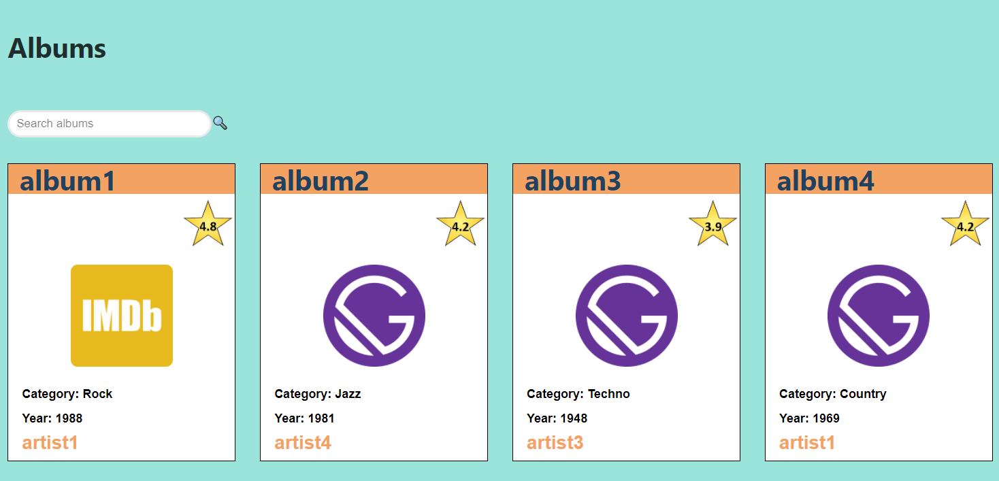 Albums
Search albums
album1
4.8
IMDb
Category: Rock
Year: 1988
artist1
album2
4.2
G
Category: Jazz
Year: 1981
artist4
album3
3.9
G
Category: Techno
Year: 1948
artist3
album4
4.2
G
Category: Country
Year: 1969
artist1